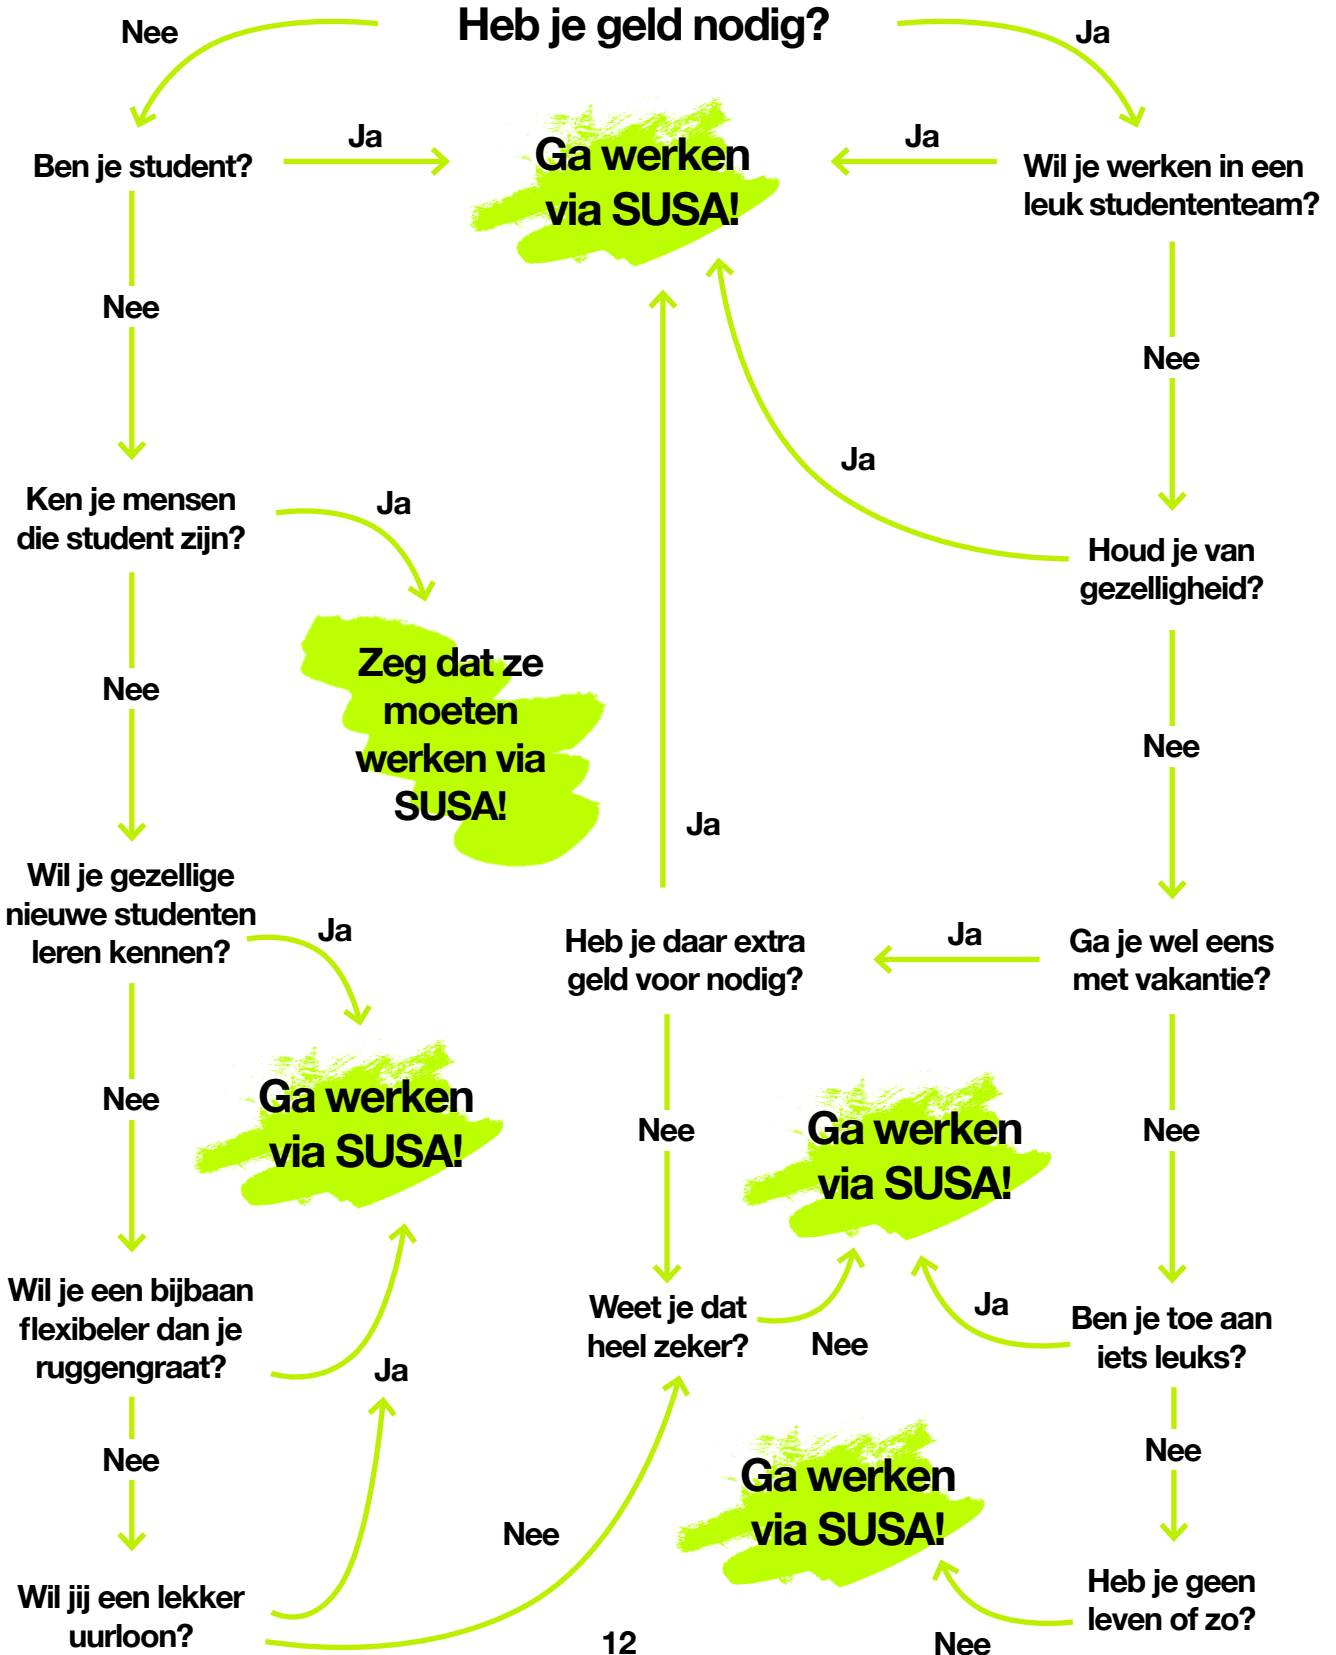 Heb je geld nodig?
Nee
Ja
Ben je student?
Ja
Ga werken
via SUSA!
Ja
Wil je werken in een
leuk studententeam?
Nee
Nee
Ja
Ken je mensen
die student zijn?
Ja
Houd je van
gezelligheid?
Zeg dat ze
moeten
werken via
SUSA!
Nee
Nee
Ja
Wil je gezellige
nieuwe studenten
leren kennen?
Ja
Heb je daar extra
geld voor nodig?
Ja
Ga je wel eens
met vakantie?
Nee
Ga werken
via SUSA!
Nee
Ga werken
via SUSA!
Nee
Wil je een bijbaan
flexibeler dan je
ruggengraat?
Ja
Weet je dat
heel zeker?
Nee
Ja
Ben je toe aan
iets leuks?
Nee
Nee
Ga werken
via SUSA!
Nee
Wil jij een lekker
uurloon?
Heb je geen
leven of zo?
Nee
12